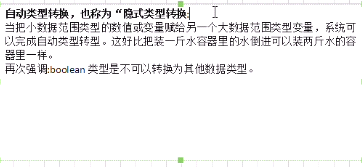 自动类型转换，也称为“隐式类型转换:
当把小数据范围类型的数值或变量赋给另一个大数据范围类型变量，系统可
以完成自动类型转型。这好比把装一斤水容器里的水倒进可以装两斤水的容
器里一样。
再次强调:boolean 类型是不可以转换为其他数据类型。